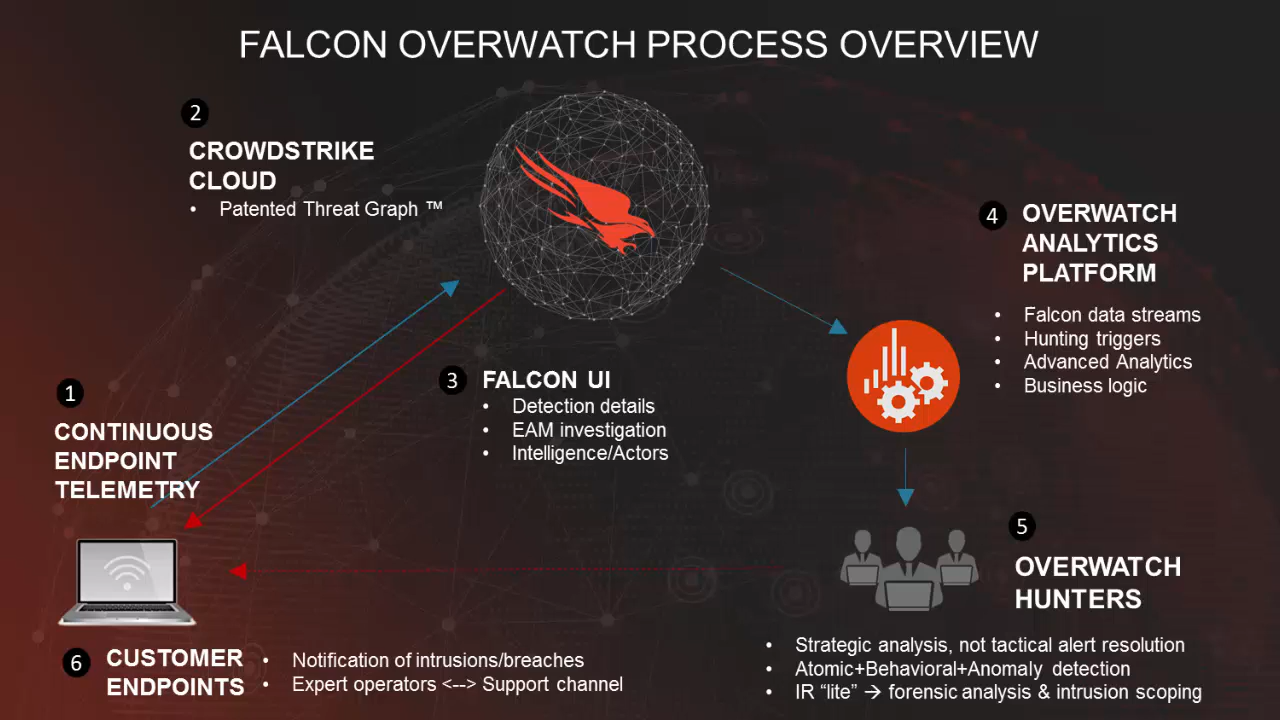 FALCON OVERWATCH PROCESS OVERVIEW
2
CROWDSTRIKE
CLOUD
• Patented Threat Graph ™
4
OVERWATCH
ANALYTICS
PLATFORM
• Falcon data streams
• Hunting triggers
• Advanced Analytics
• Business logic
3
FALCON UI
• Detection details
• EAM investigation
• Intelligence/Actors
1
CONTINUOUS
ENDPOINT
TELEMETRY
5
OVERWATCH
HUNTERS
• Strategic analysis, not tactical alert resolution
• Atomic+Behavioral+Anomaly detection
• IR “lite” → forensic analysis & intrusion scoping
6
CUSTOMER
ENDPOINTS
• Notification of intrusions/breaches
• Expert operators <--> Support channel